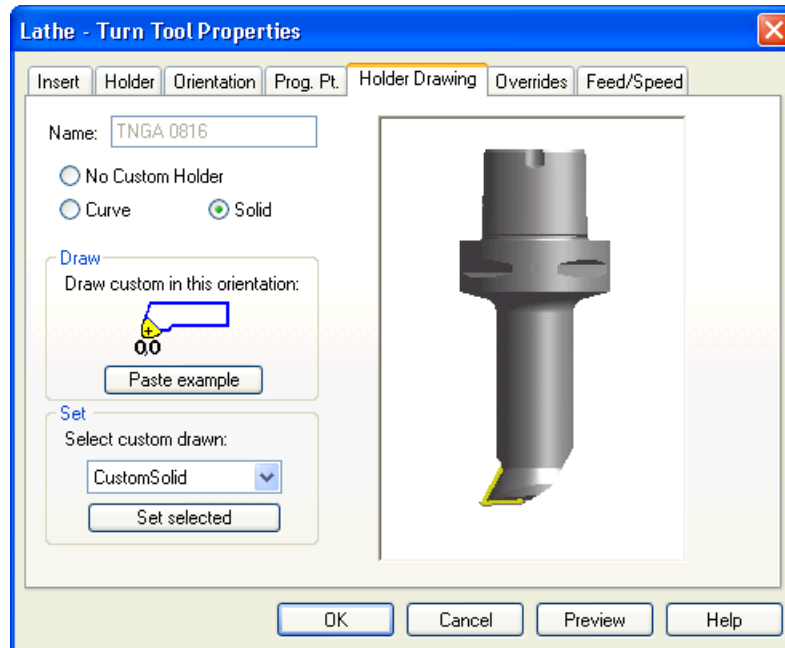 Lathe - Turn Tool Properties
Insert Holder Orientation Prog. Pt. Holder Drawing Overrides Feed/Speed
Name: TNGA 0816
No Custom Holder
Curve Solid
Draw
Draw custom in this orientation:
0,0
Paste example
Set
Select custom drawn:
CustomSolid
Set selected
OK Cancel Preview Help